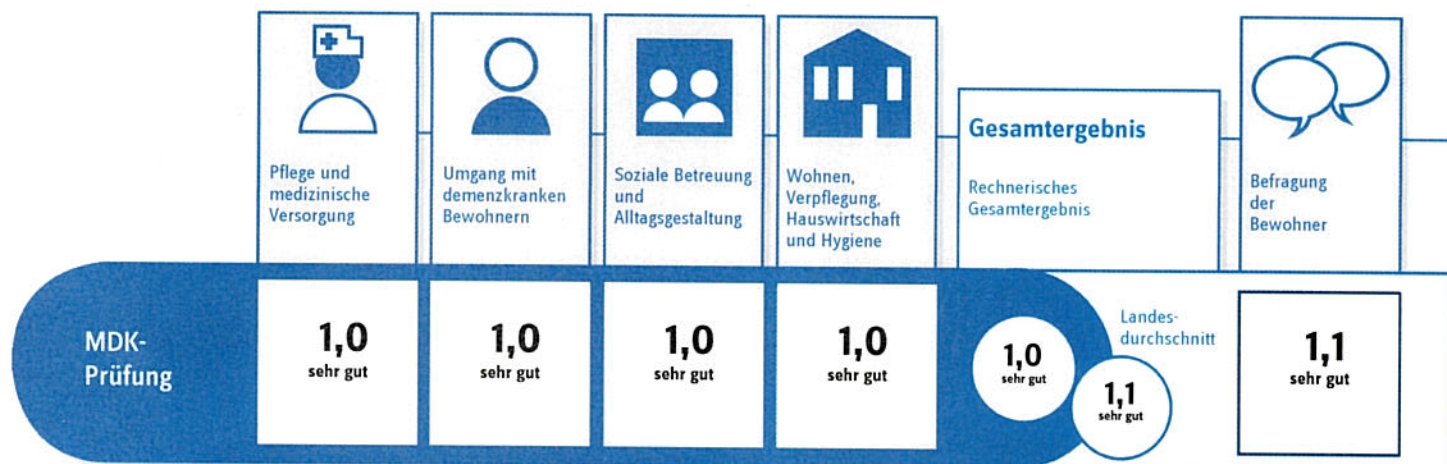 Pflege und
medizinische
Versorgung
Umgang mit
demenzkranken
Bewohnern
Soziale Betreuung
und
Alltagsgestaltung
Wohnen,
Verpflegung,
Hauswirtschaft
und Hygiene
Gesamtergebnis
Rechnerisches
Gesamtergebnis
Befragung
der
Bewohner
MDK-
Prüfung
1,0
sehr gut
1,0
sehr gut
1,0
sehr gut
1,0
sehr gut
1,0
sehr gut
Landes-
durchschnitt
1,1
sehr gut
1,1
sehr gut